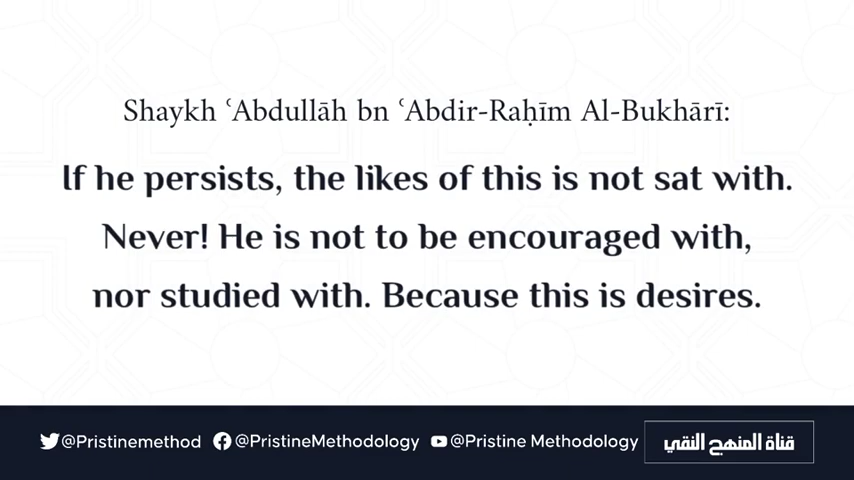 Shaykh ʿAbdullāh bn ʿAbdir-Raḥīm Al-Bukhārī:
If he persists, the likes of this is not sat with.
Never! He is not to be encouraged with,
nor studied with. Because this is desires.
@Pristinemethod @PristineMethodology @Pristine Methodology قناة المنهج النقي